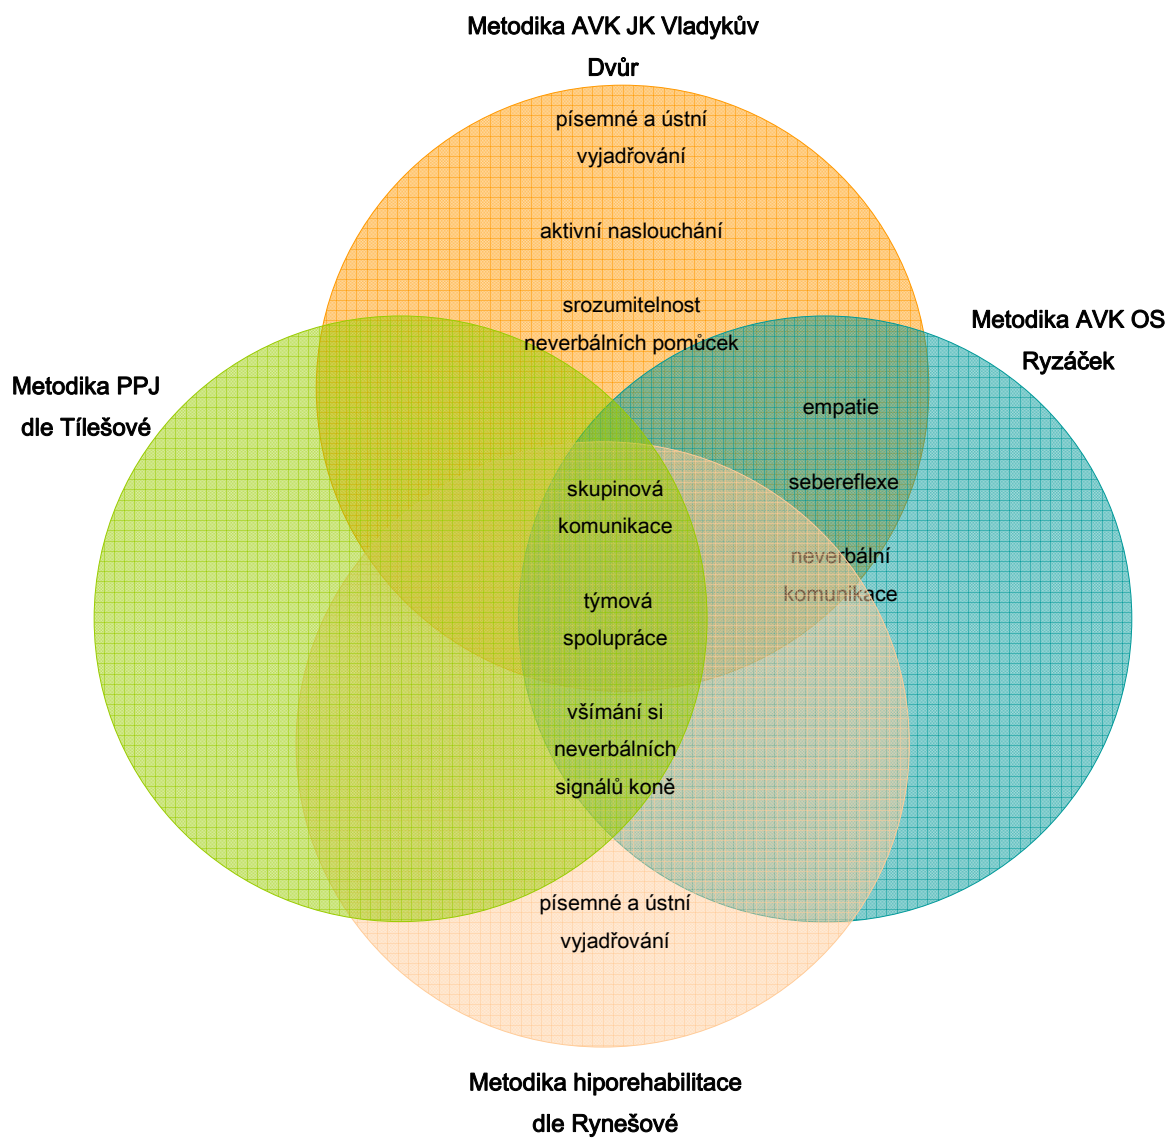 Metodika AVK JK Vladykův
Dvůr
písemné a ústní
vyjadřování
aktivní naslouchání
srozumitelnost
neverbálních pomůcek
Metodika AVK OS
Ryzáček
Metodika PPJ
dle Tílešové
empatie
sebereflexe
neverbální
komunikace
skupinová
komunikace
týmová
spolupráce
všímání si
neverbálních
signálů koně
písemné a ústní
vyjadřování
Metodika hiporehabilitace
dle Rynešové